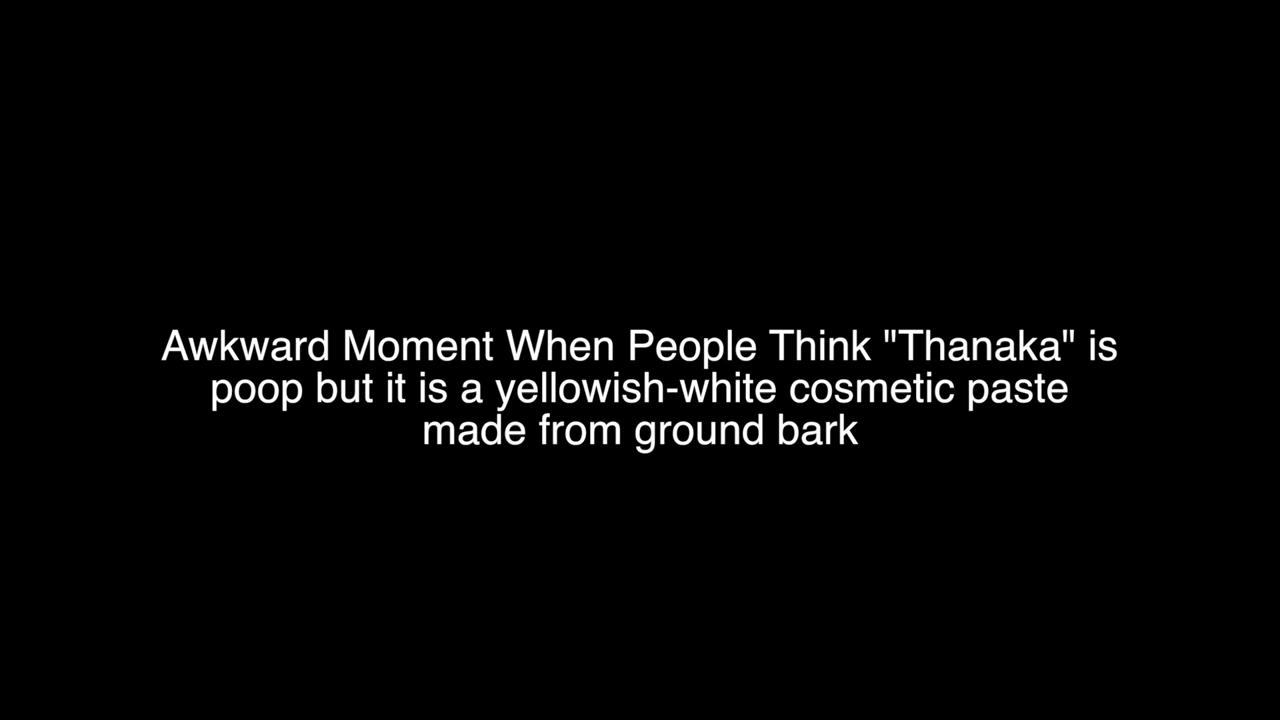 Awkward Moment When People Think "Thanaka" is
poop but it is a yellowish-white cosmetic paste
made from ground bark